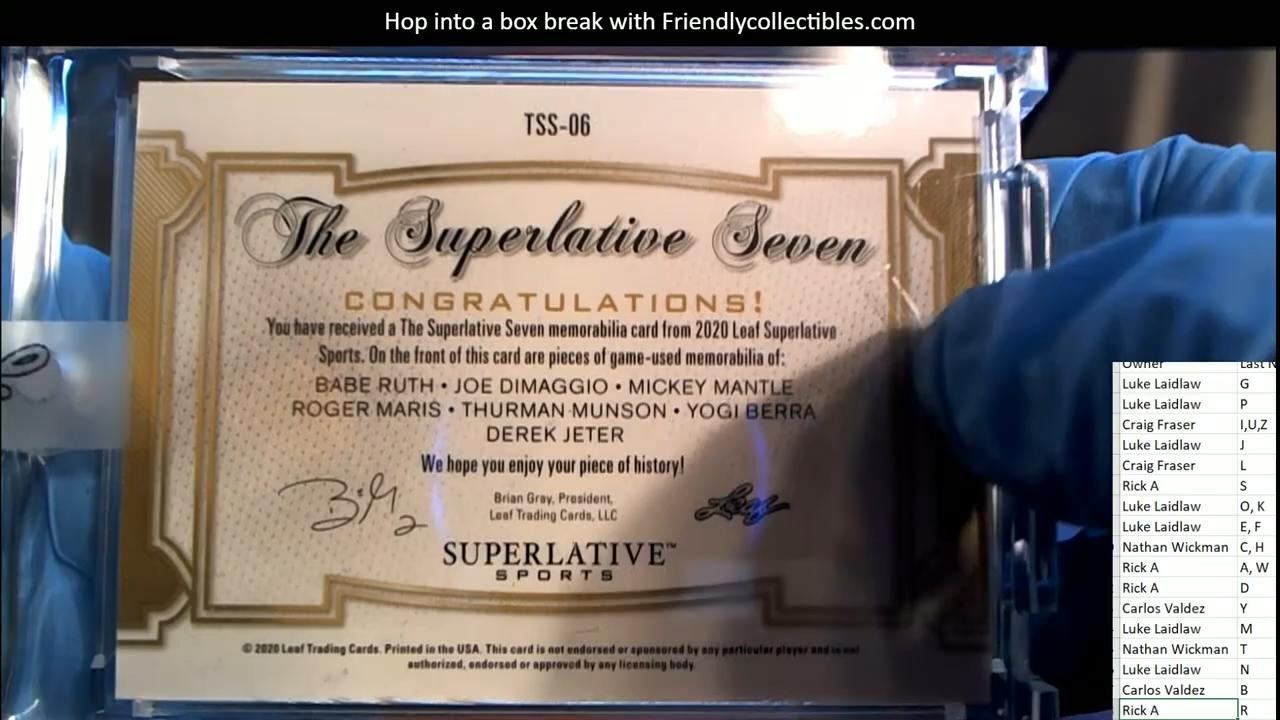 Hop into a box break with Friendlycollectibles.com
TSS-06
The Superlative Seven
CONGRATULATIONS!
You have received a The Superlative Seven memorabilia card from 2020 Leaf Superlative
Sports. On the front of this card are pieces of game-used memorabilia of:
BABE RUTH • JOE DIMAGGIO • MICKEY MANTLE
ROGER MARIS • THURMAN MUNSON • YOGI BERRA
DEREK JETER
We hope you enjoy your piece of history!
Brian Gray, President,
Leaf Trading Cards, LLC
Leaf
SUPERLATIVE™
SPORTS
© 2020 Leaf Trading Cards. Printed in the USA. This card is not endorsed or sponsored by any particular player and is not
authorized, endorsed or approved by any licensing body.
Owner Last N
Luke Laidlaw G
Luke Laidlaw P
Craig Fraser I,U,Z
Luke Laidlaw J
Craig Fraser L
Rick A S
Luke Laidlaw O, K
Luke Laidlaw E, F
Nathan Wickman C, H
Rick A A, W
Rick A D
Carlos Valdez Y
Luke Laidlaw M
Nathan Wickman T
Luke Laidlaw N
Carlos Valdez B
Rick A R